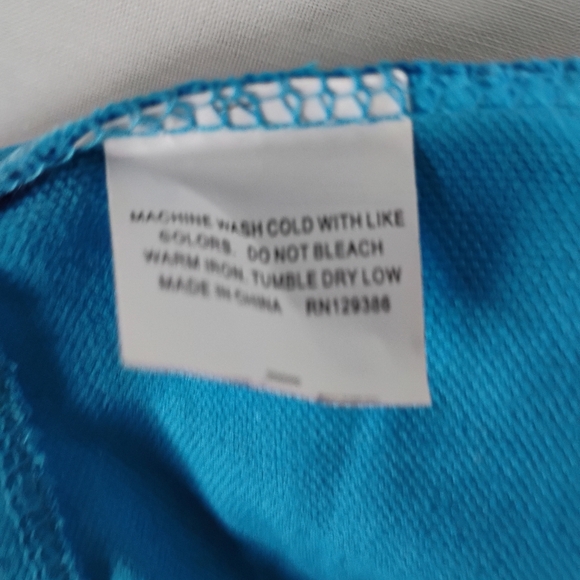 MACHINE WASH COLD WITH LIKE
COLORS. DO NOT BLEACH
WARM IRON. TUMBLE DRY LOW
MADE IN CHINA RN129386